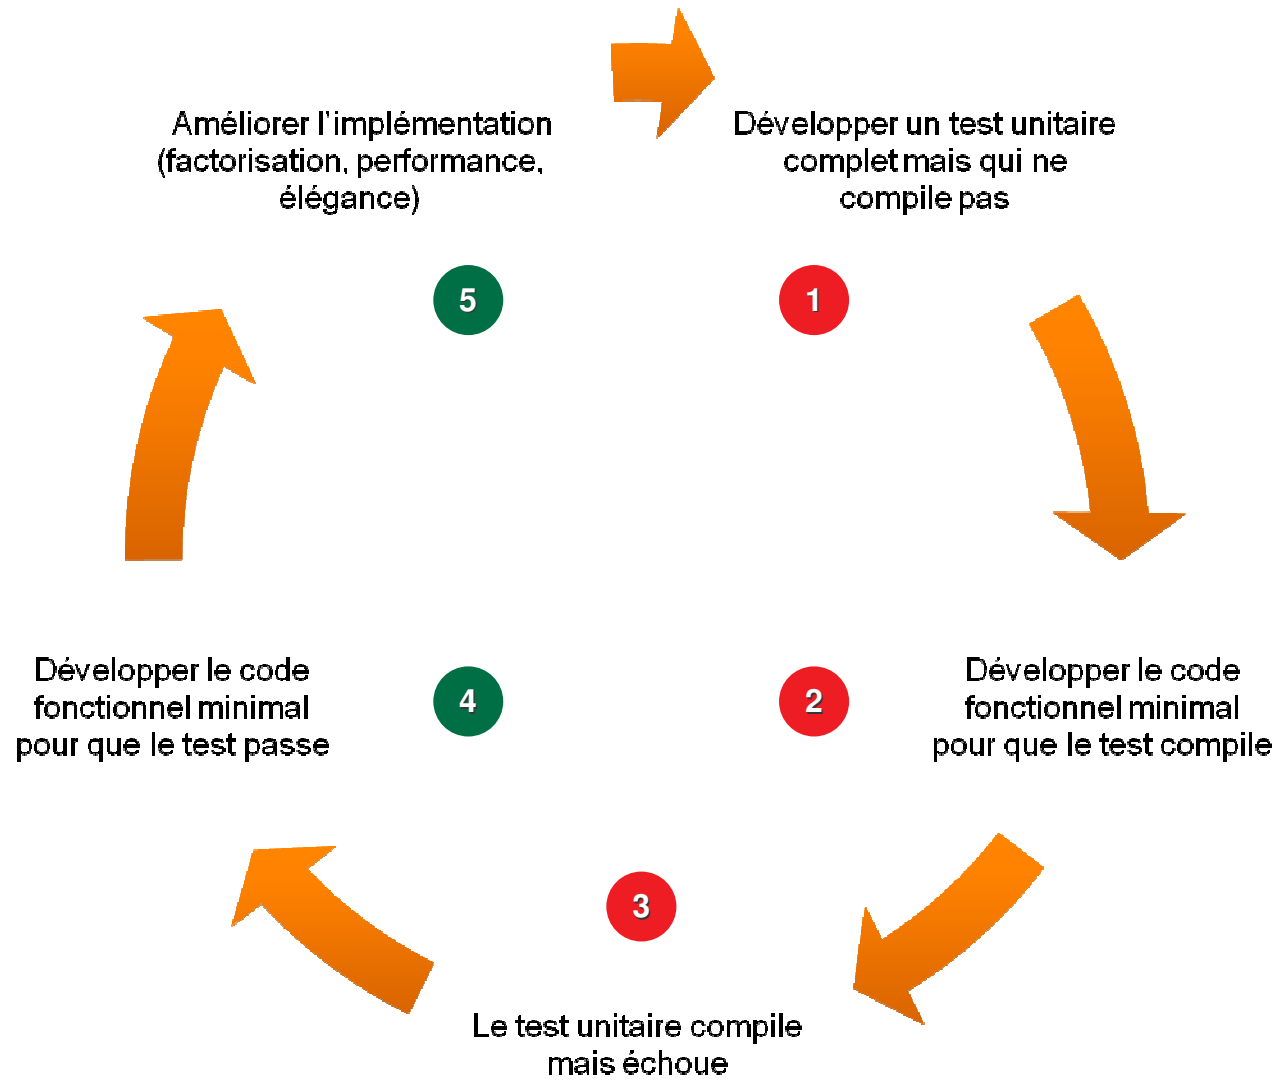 Améliorer l'implémentation
(factorisation, performance,
élégance)
5
Développer un test unitaire
complet mais qui ne
compile pas
1
Développer le code
fonctionnel minimal
pour que le test compile
2
Le test unitaire compile
mais échoue
3
Développer le code
fonctionnel minimal
pour que le test passe
4